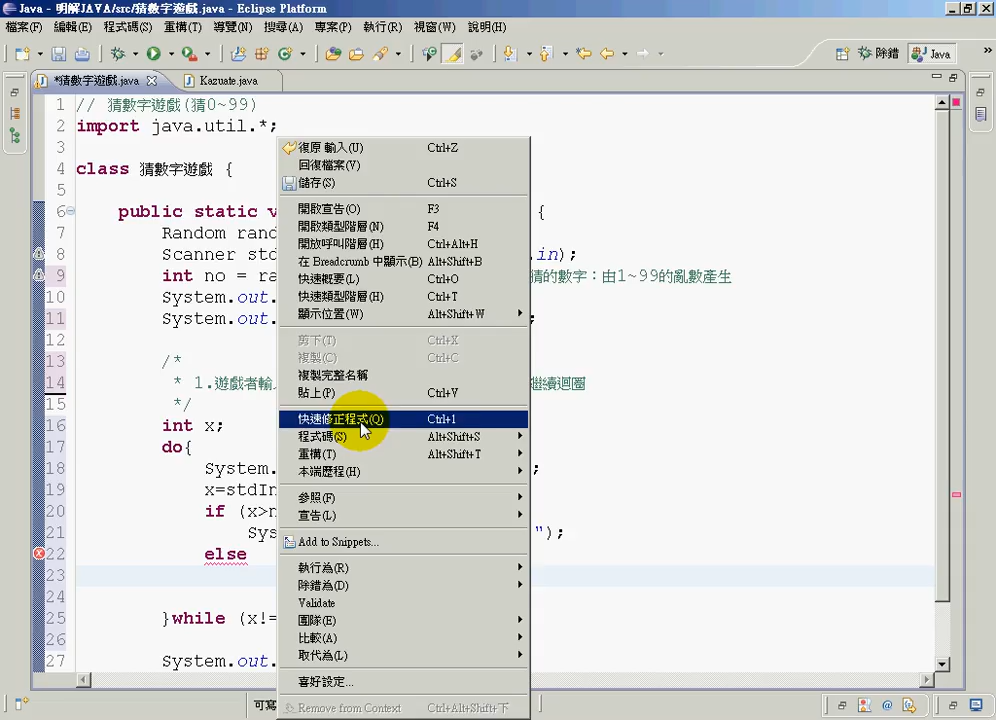 Java - 明解JAVA/src/猜數字遊戲.java - Eclipse Platform
檔案(F) 編輯(E) 程式碼(S) 重構(T) 導覽(N) 搜尋(A) 專案(P) 執行(R) 視窗(W) 說明(H)
除錯 Java
*猜數字遊戲.java Kazuate.java
1 // 猜數字遊戲(猜0~99)
2 import java.util.*;
3
4 class 猜數字遊戲 {
5
6 public static v {
7 Random rand
8 Scanner std .in);
9 int no = ra 猜的數字：由1~99的亂數產生
10 System.out.
11 System.out. ;
12
13 /*
14 * 1.遊戲者輸 繼續迴圈
15 */
16 int x;
17 do{
18 System. ;
19 x=stdIn
20 if (x>n
21 Sys ");
22 else
23
24
25 }while (x!=
26
27 System.out.
復原 輸入(U) Ctrl+Z
回復檔案(V)
儲存(S) Ctrl+S
開啟宣告(O) F3
開啟類型階層(N) F4
開放呼叫階層(H) Ctrl+Alt+H
在 Breadcrumb 中顯示(B) Alt+Shift+B
快速概要(L) Ctrl+O
快速類型階層(H) Ctrl+T
顯示位置(W) Alt+Shift+W
剪下(T) Ctrl+X
複製(C) Ctrl+C
複製完整名稱
貼上(P) Ctrl+V
快速修正程式(Q) Ctrl+1
程式碼(S) Alt+Shift+S
重構(T) Alt+Shift+T
本端歷程(H)
參照(F)
宣告(L)
Add to Snippets...
執行為(R)
除錯為(D)
Validate
團隊(E)
比較(A)
取代為(L)
喜好設定...
Remove from Context Ctrl+Alt+Shift+下
可寫